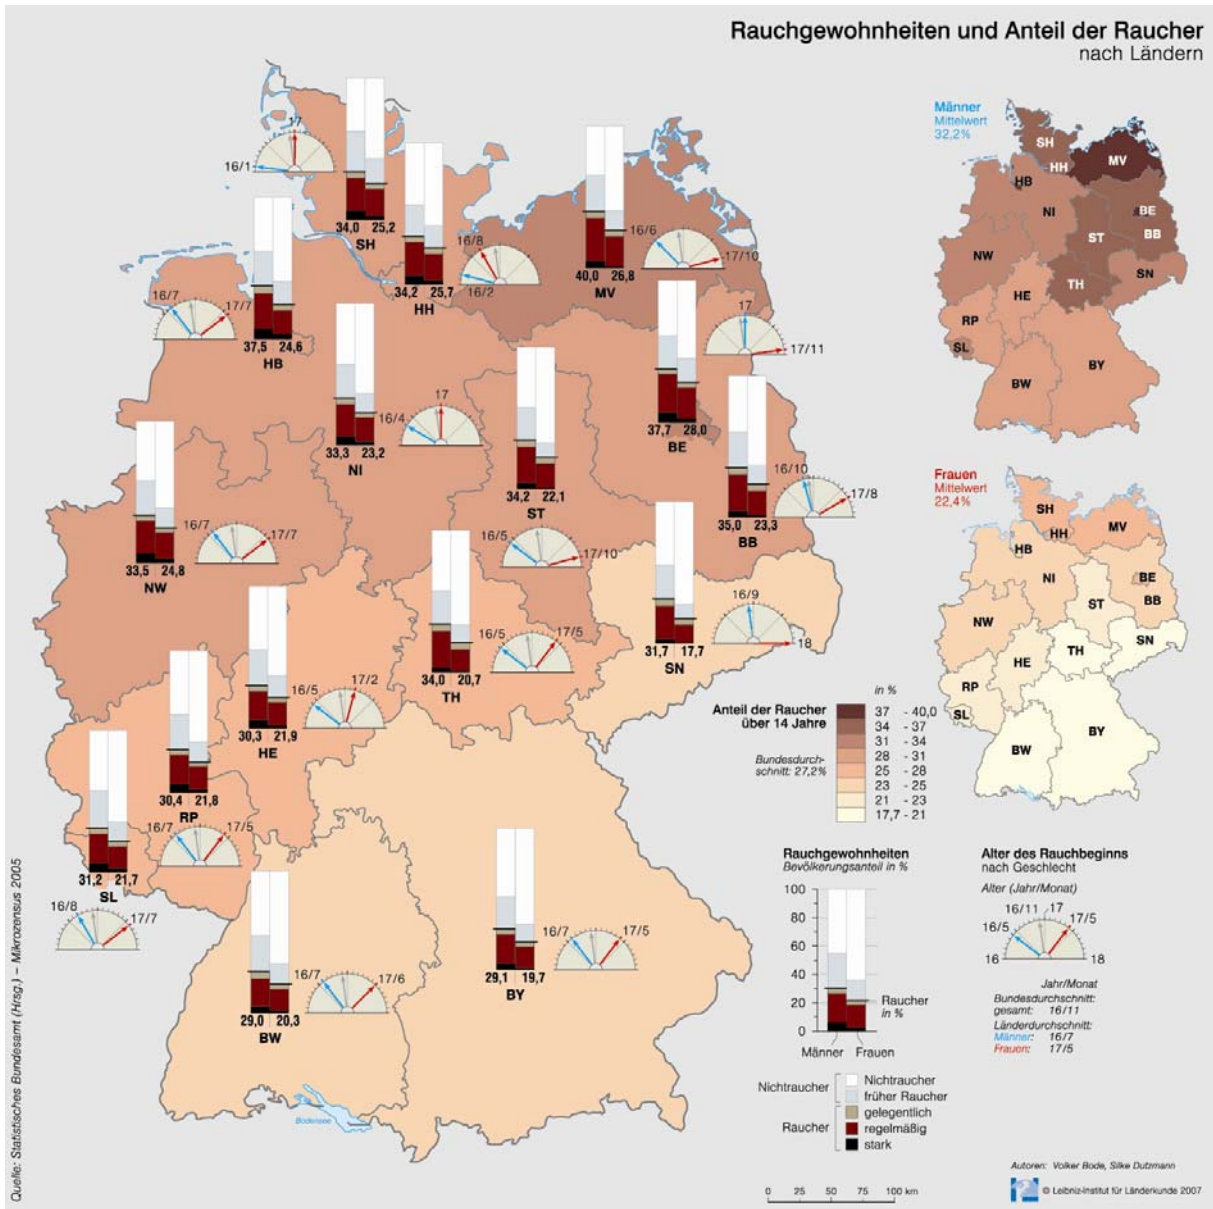 Rauchgewohnheiten und Anteil der Raucher
nach Ländern
Männer
Mittelwert
32,2%
SH
HH
MV
HB
NI
BE
BB
ST
NW
SN
TH
HE
RP
SL
BW
BY
Frauen
Mittelwert
22,4%
SH
HH
MV
HB
NI
BE
BB
ST
NW
SN
TH
HE
RP
SL
BW
BY
17
16/1
34,0 25,2
SH
16/8
16/2
34,2 25,7
HH
16/6
17/10
40,0 26,8
MV
16/7
17/7
37,5 24,6
HB
17
17/11
37,7 28,0
BE
17
16/4
33,3 23,2
NI
34,2 22,1
ST
16/5
17/10
16/10
17/8
35,0 23,3
BB
16/7
17/7
33,5 24,8
NW
16/9
18
31,7 17,7
SN
16/5
17/5
34,0 20,7
TH
16/5
17/2
30,3 21,9
HE
30,4 21,8
RP
16/7
17/5
31,2 21,7
SL
16/8
17/7
16/7
17/6
29,0 20,3
BW
16/7
17/5
29,1 19,7
BY
Bodensee
Anteil der Raucher
über 14 Jahre
Bundesdurch-
schnitt: 27,2%
in %
37 - 40,0
34 - 37
31 - 34
28 - 31
25 - 28
23 - 25
21 - 23
17,7 - 21
Rauchgewohnheiten
Bevölkerungsanteil in %
100
80
60
40
20
0
Raucher
in %
Männer Frauen
Nichtraucher
Nichtraucher
früher Raucher
Raucher
gelegentlich
regelmäßig
stark
Alter des Rauchbeginns
nach Geschlecht
Alter (Jahr/Monat)
16/11 17
16/5
17/5
16
18
Jahr/Monat
Bundesdurchschnitt:
gesamt: 16/11
Länderdurchschnitt:
Männer: 16/7
Frauen: 17/5
Autoren: Volker Bode, Silke Dutzmann
© Leibniz-Institut für Länderkunde 2007
0 25 50 75 100 km
Quelle: Statistisches Bundesamt (Hrsg.) – Mikrozensus 2005